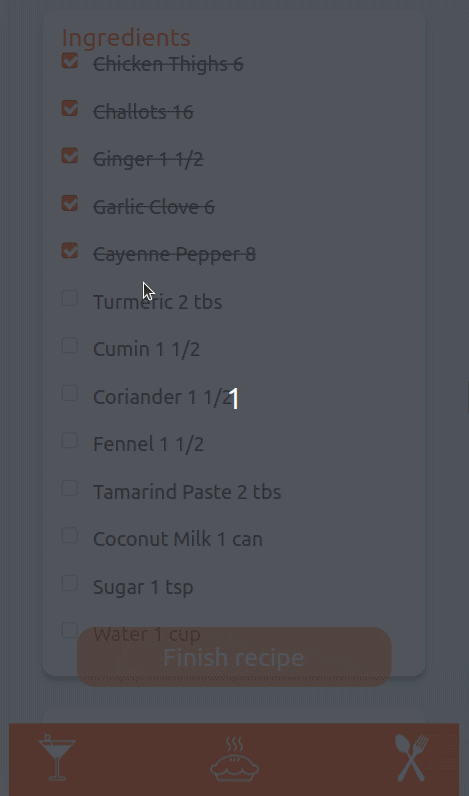 Ingredients
Chicken Thighs 6
Challots 16
Ginger 1 1/2
Garlic Clove 6
Cayenne Pepper 8
Turmeric 2 tbs
Cumin 1 1/2
Coriander 1 1/2
1
Fennel 1 1/2
Tamarind Paste 2 tbs
Coconut Milk 1 can
Sugar 1 tsp
Water 1 cup
Finish recipe